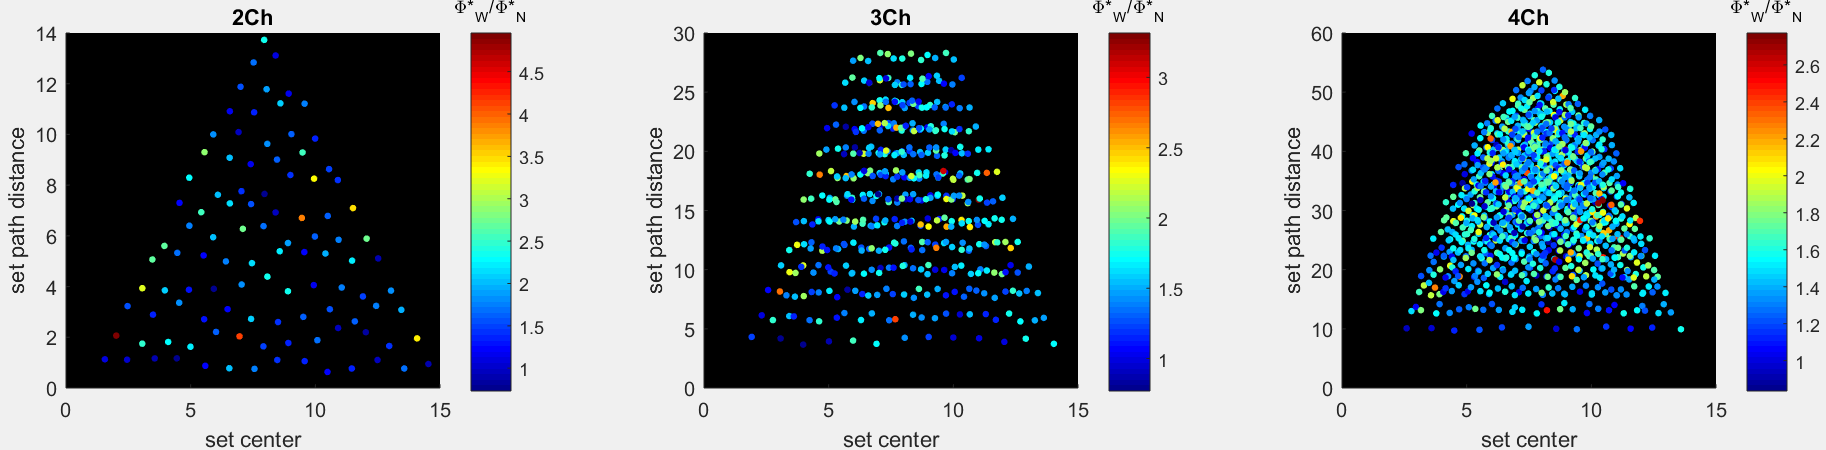 2Ch
Φ*W/Φ*N
14
12
10
8
6
4
2
0
0 5 10 15
set path distance
set center
4.5
4
3.5
3
2.5
2
1.5
1
3Ch
Φ*W/Φ*N
30
25
20
15
10
5
0
0 5 10 15
set path distance
set center
3
2.5
2
1.5
1
4Ch
Φ*W/Φ*N
60
50
40
30
20
10
0
0 5 10 15
set path distance
set center
2.6
2.4
2.2
2
1.8
1.6
1.4
1.2
1